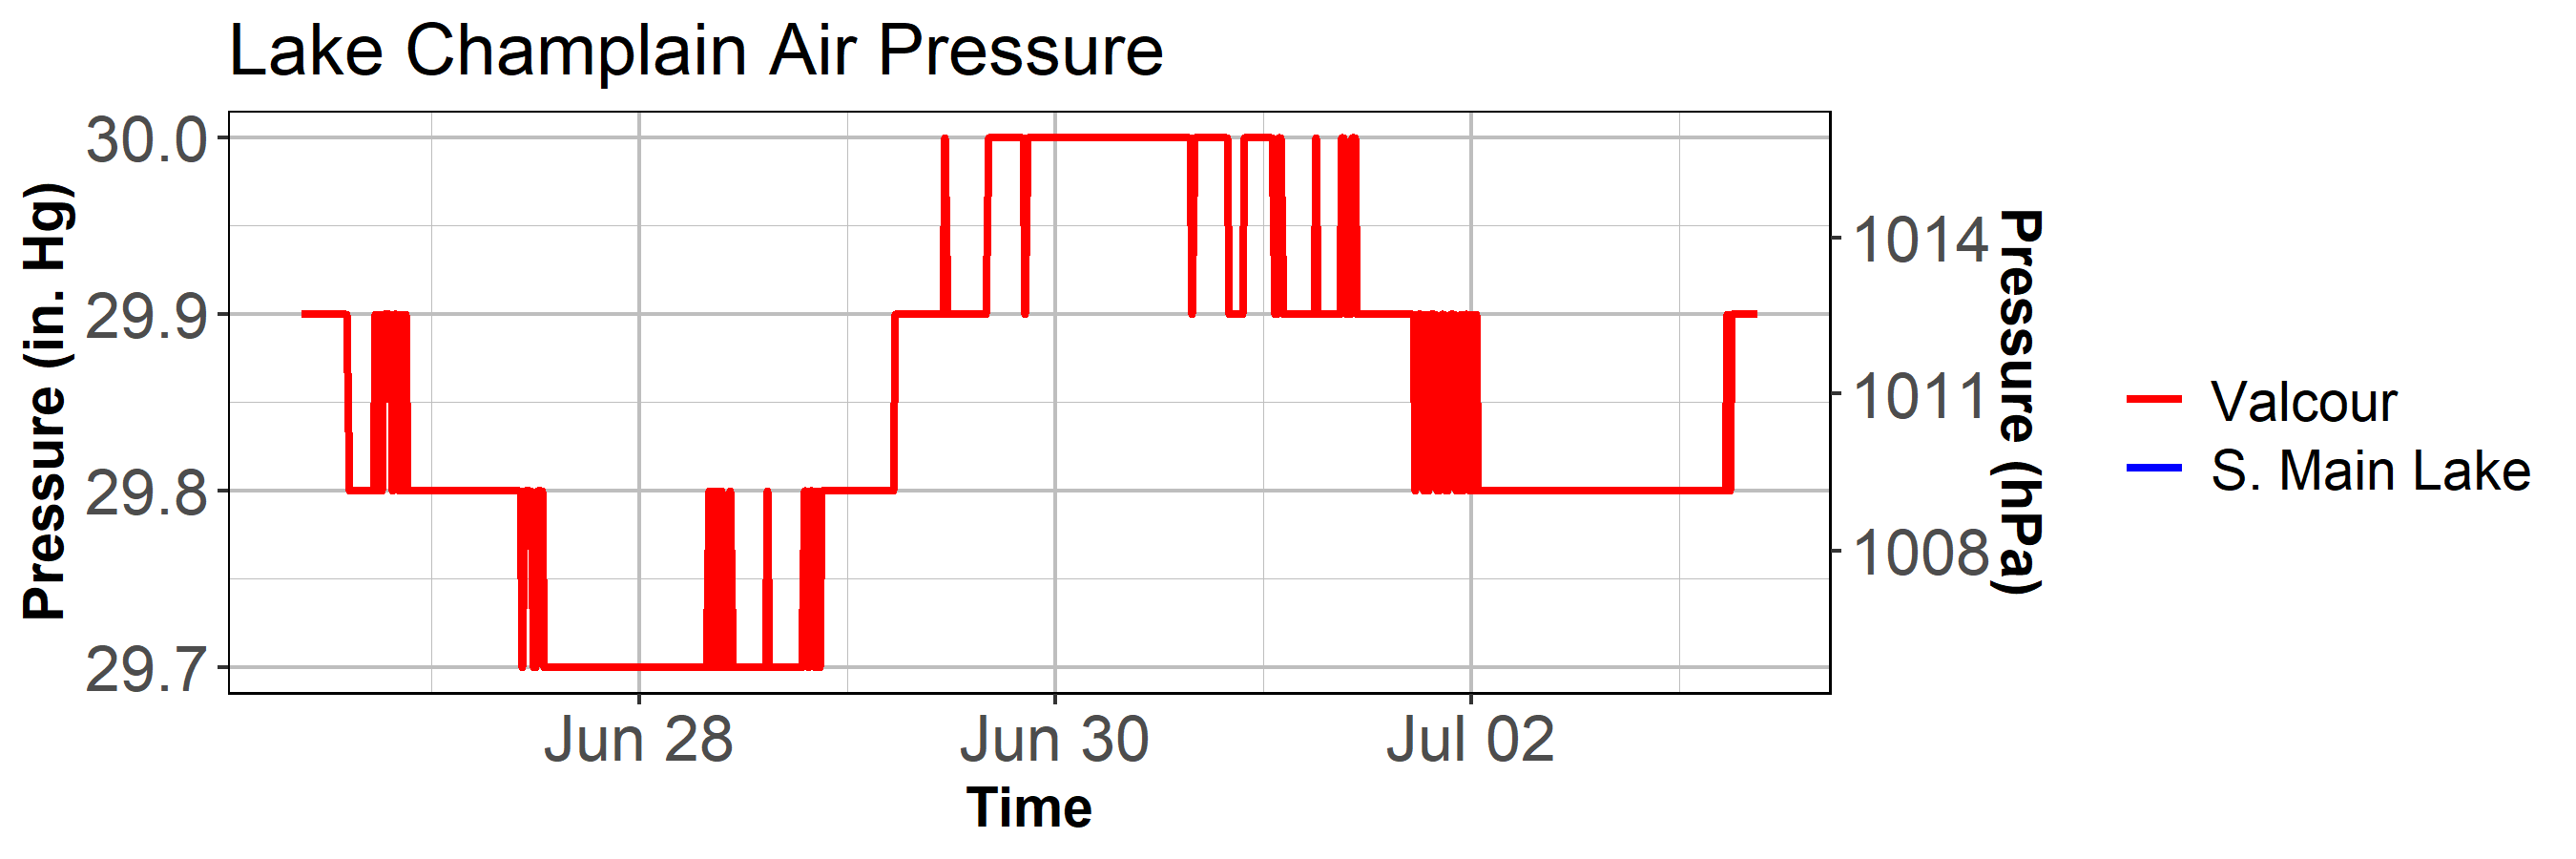 Lake Champlain Air Pressure
Pressure (in. Hg)
30.0
29.9
29.8
29.7
1014
1011
1008
Pressure (hPa)
Jun 28
Jun 30
Jul 02
Time
Valcour
S. Main Lake